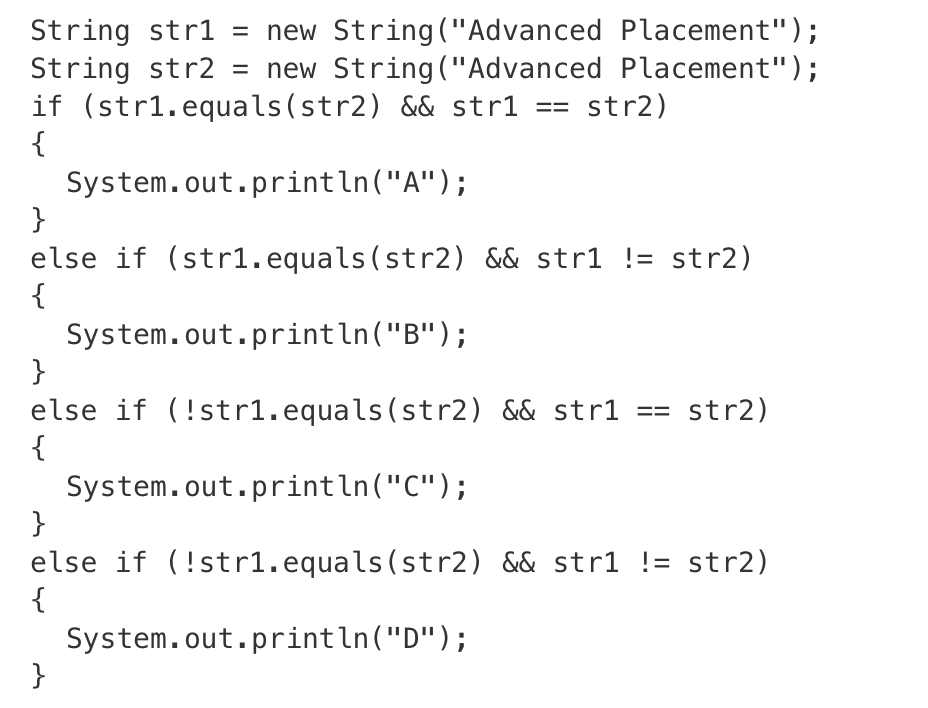 String str1 = new String("Advanced Placement");
String str2 = new String("Advanced Placement");
if (str1.equals(str2) && str1 == str2)
{
  System.out.println("A");
}
else if (str1.equals(str2) && str1 != str2)
{
  System.out.println("B");
}
else if (!str1.equals(str2) && str1 == str2)
{
  System.out.println("C");
}
else if (!str1.equals(str2) && str1 != str2)
{
  System.out.println("D");
}